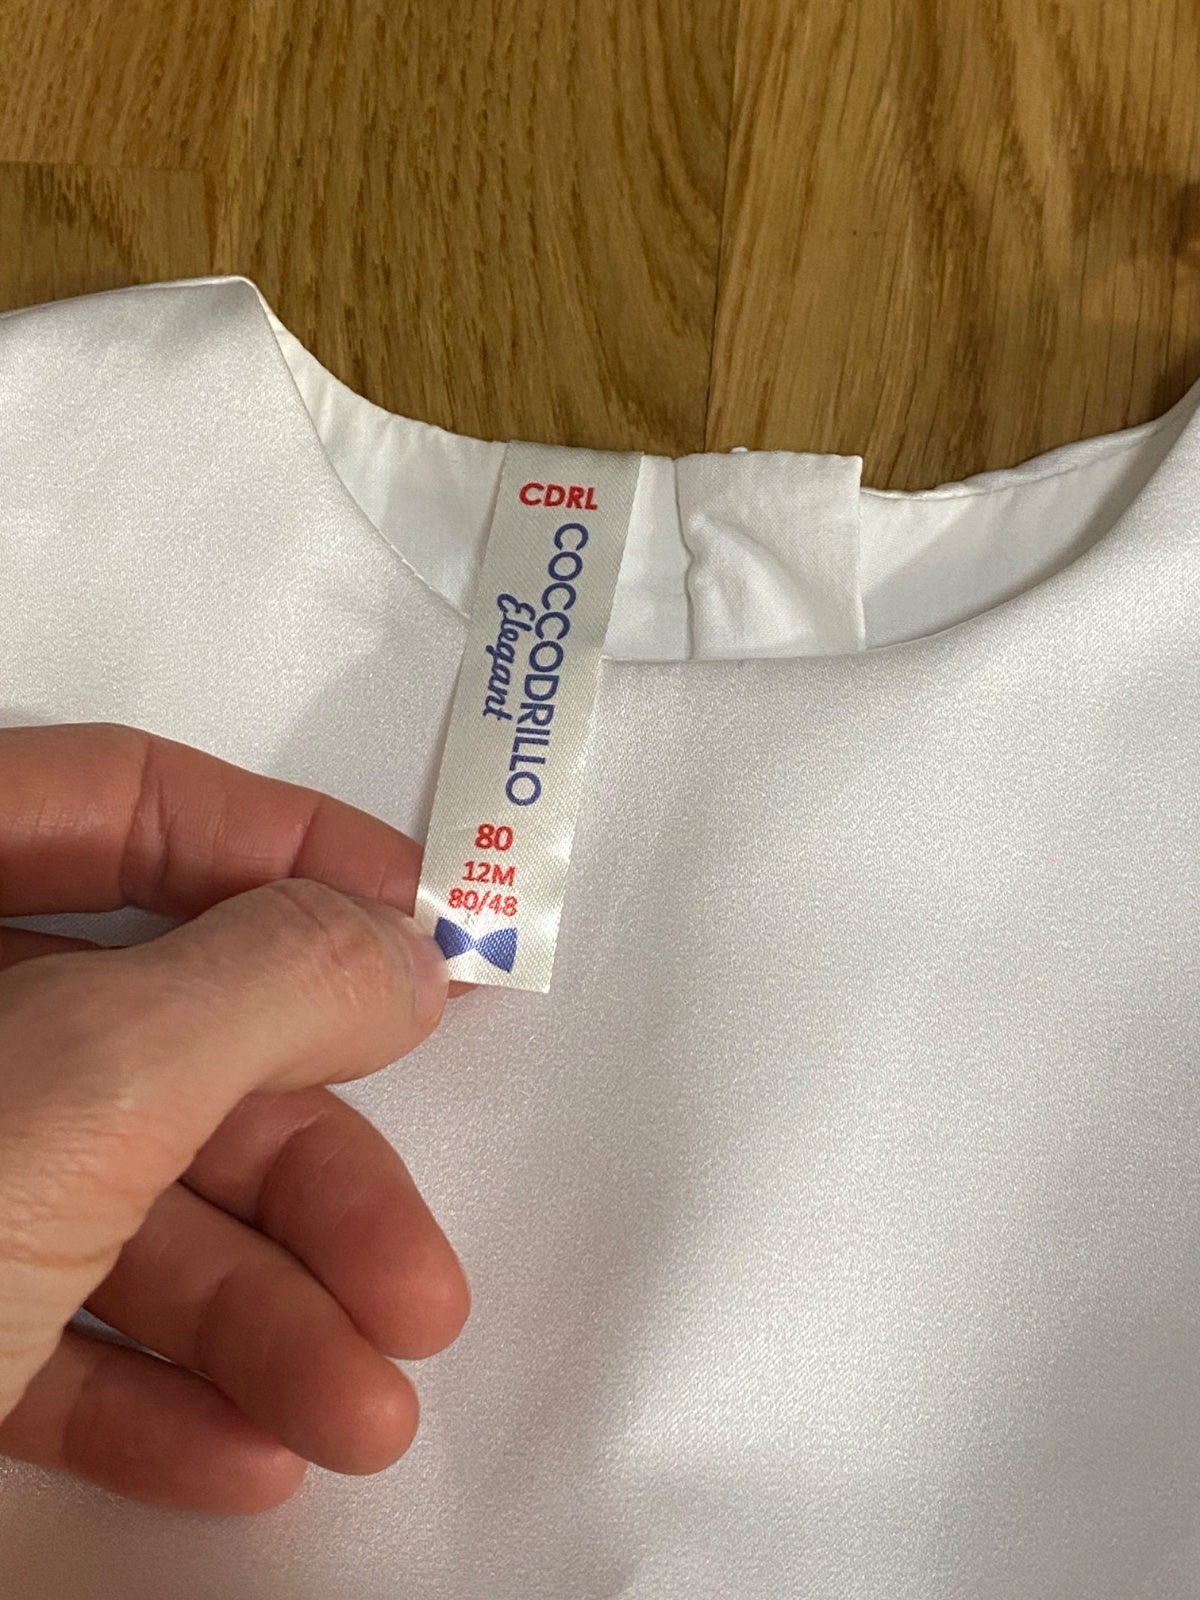 CDRL
COCCODRILLO
Elegant
80
12M
80/48